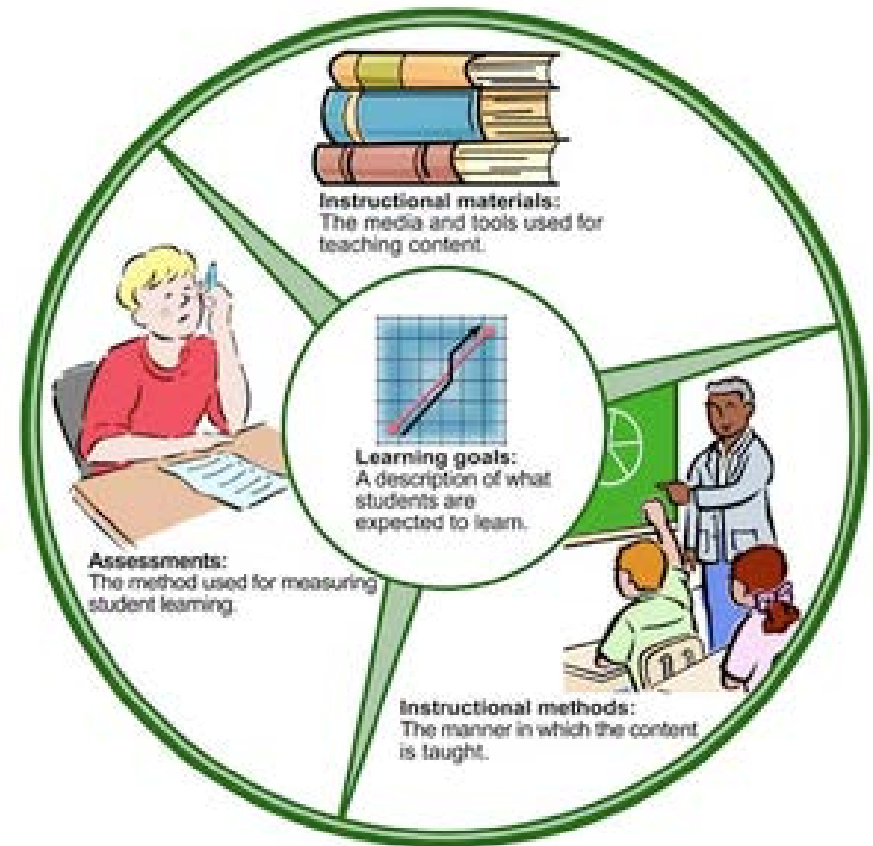 Instructional materials:
The media and tools used for
teaching content.
Learning goals:
A description of what
students are
expected to learn.
Assessments:
The method used for measuring
student learning.
Instructional methods:
The manner in which the content
is taught.